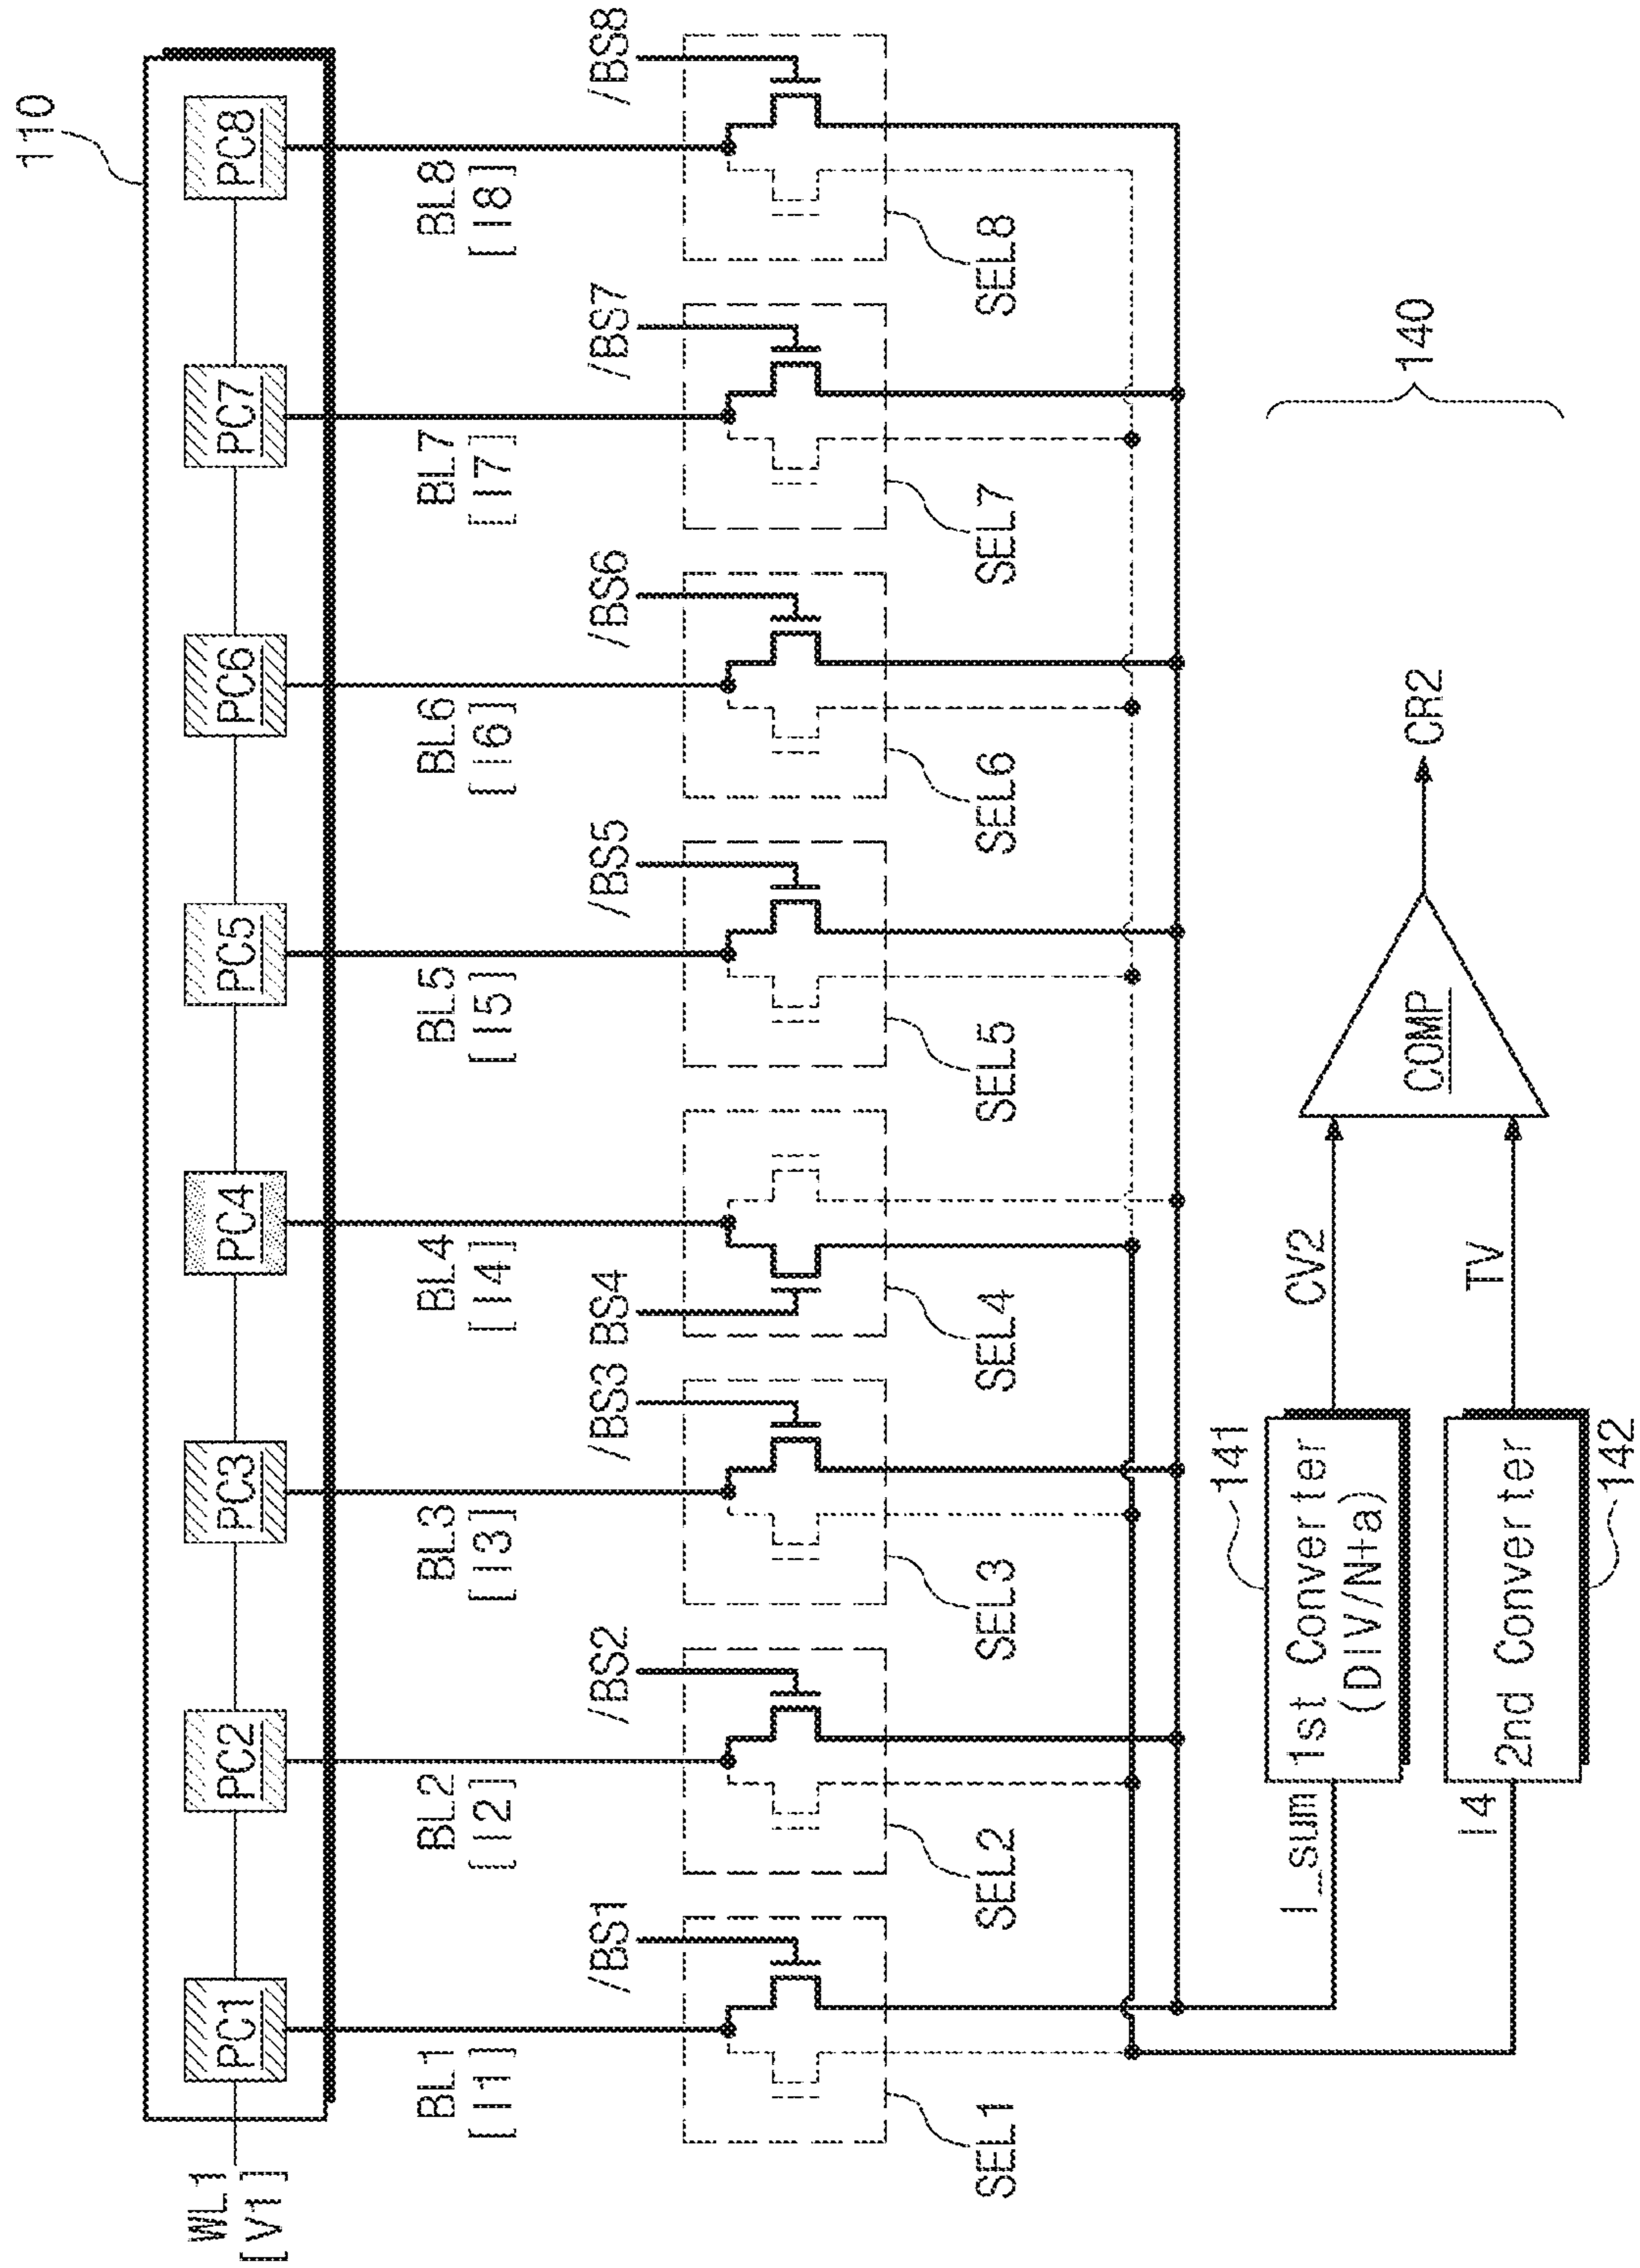 110
WL1
[V1]
PC1
PC2
PC3
PC4
PC5
PC6
PC7
PC8
BL1
[I1]
BL2
[I2]
BL3
[I3]
BL4
[I4]
BL5
[I5]
BL6
[I6]
BL7
[I7]
BL8
[I8]
/BS1
/BS2
/BS3
BS4
/BS5
/BS6
/BS7
/BS8
SEL1
SEL2
SEL3
SEL4
SEL5
SEL6
SEL7
SEL8
I_sum
1st Converter
(DIV/N+a)
141
CV2
I4
2nd Converter
142
TV
COMP
CR2
140